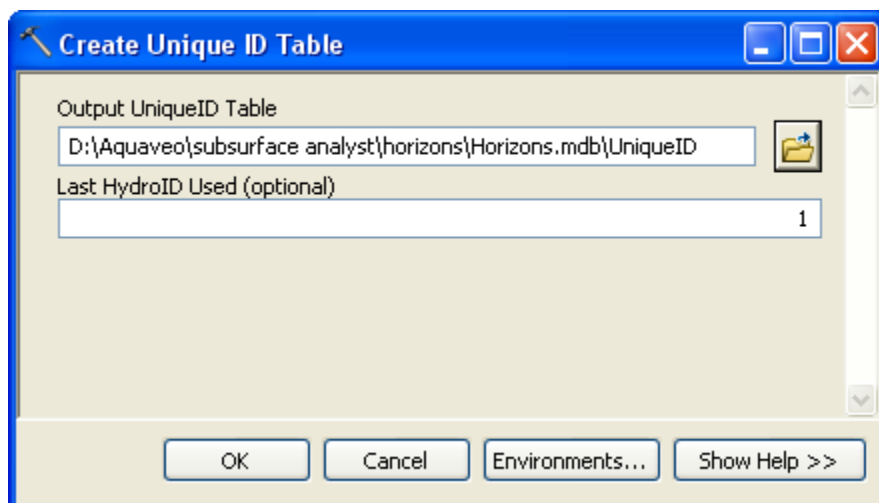 Create Unique ID Table
Output UniqueID Table
D:\Aquaveo\subsurface analyst\horizons\Horizons.mdb\UniqueID
Last HydroID Used (optional)
1
OK Cancel Environments... Show Help >>